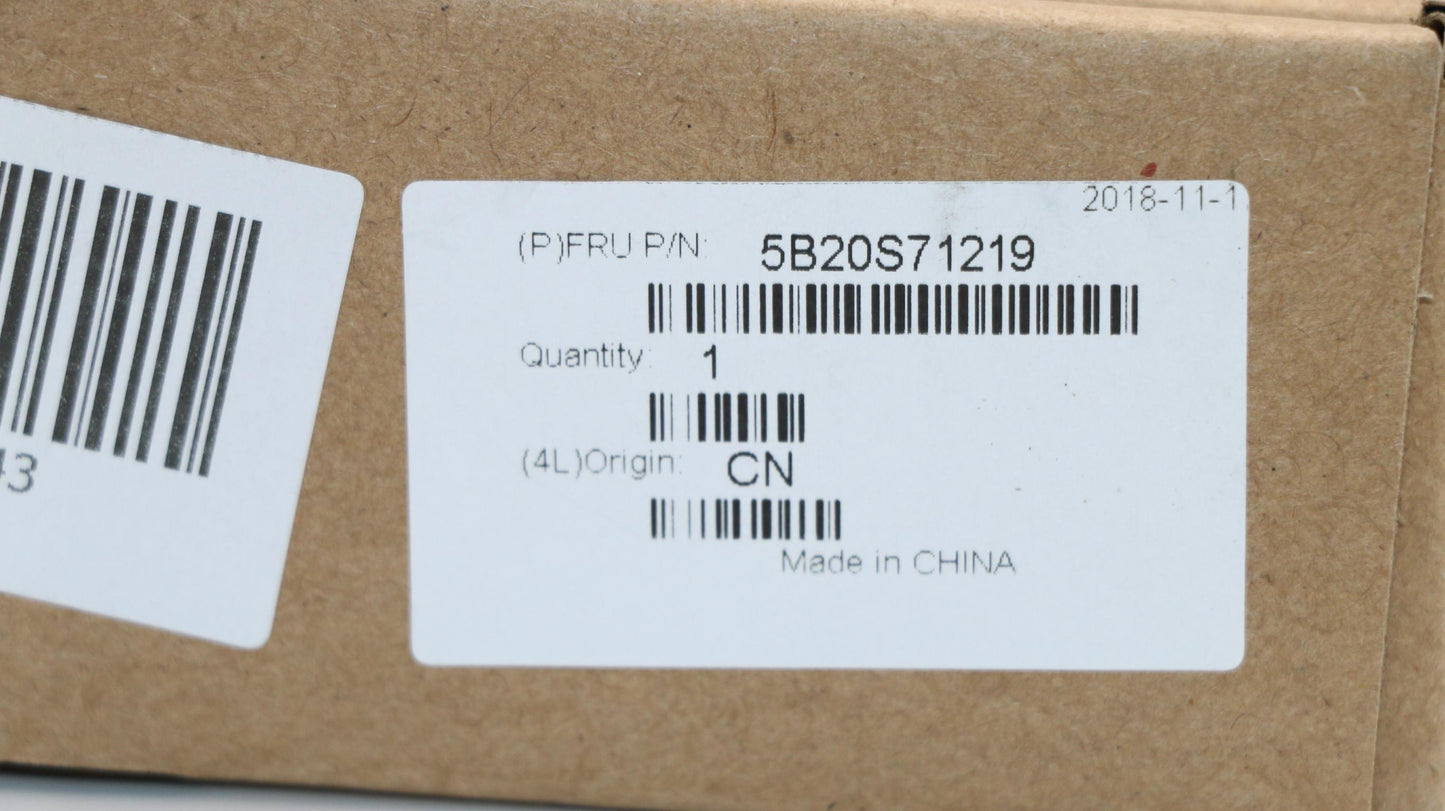 2018-11-1
(P)FRU P/N: 5B20S71219
Quantity: 1
(4L)Origin: CN
Made in CHINA
43